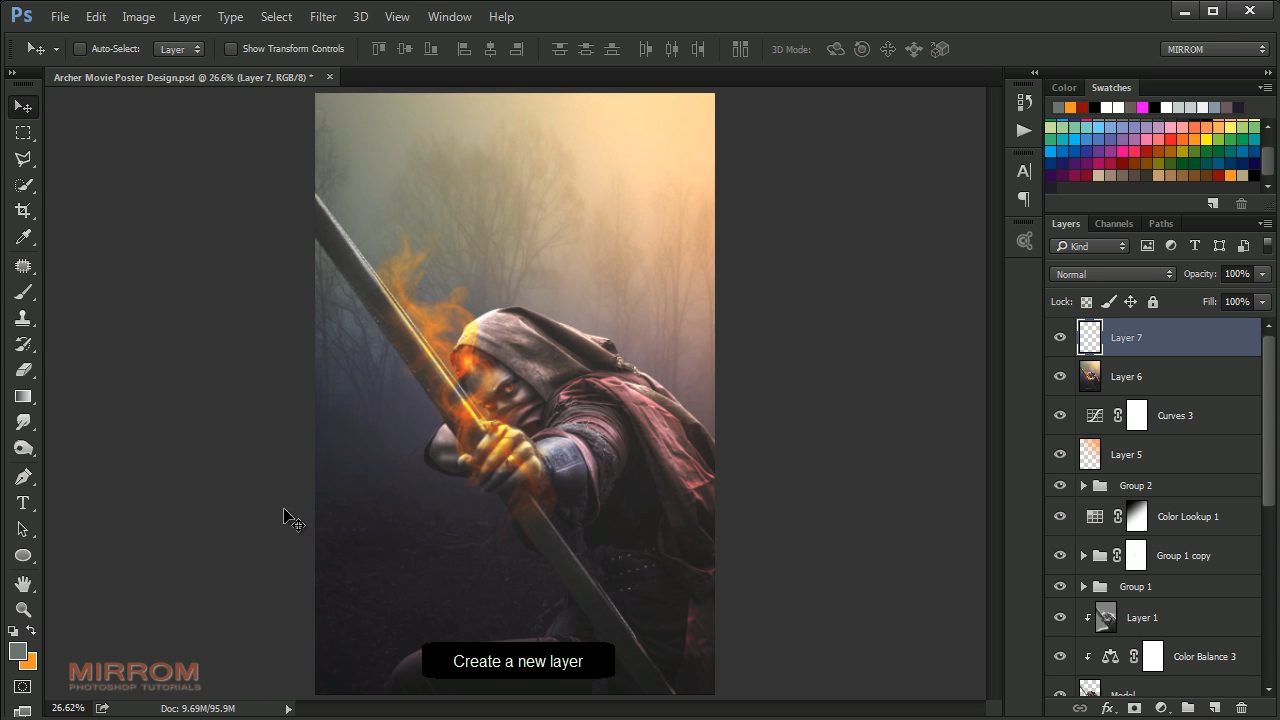 Ps File Edit Image Layer Type Select Filter 3D View Window Help
Auto-Select: Layer Show Transform Controls 3D Mode: MIRROM
Archer Movie Poster Design.psd @ 26.6% (Layer 7, RGB/8) * ×
Color Swatches
Layers Channels Paths
Kind
Normal Opacity: 100%
Lock: Fill: 100%
Layer 7
Layer 6
Curves 3
Layer 5
Group 2
Color Lookup 1
Group 1 copy
Group 1
Layer 1
Color Balance 3
Model
Create a new layer
MIRROM
PHOTOSHOP TUTORIALS
26.62% Doc: 9.69M/95.9M